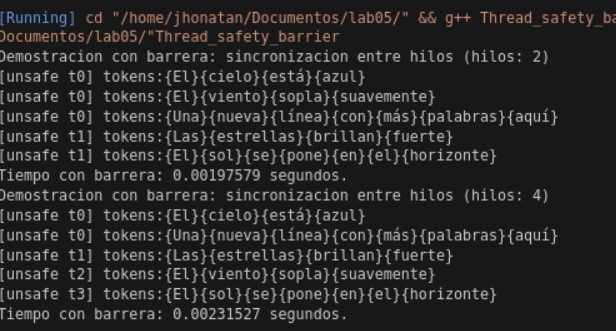 [Running] cd "/home/jhonatan/Documentos/lab05/" && g++ Thread_safety_ba
Documentos/lab05/"Thread_safety_barrier
Demostracion con barrera: sincronizacion entre hilos (hilos: 2)
[unsafe t0] tokens:{El}{cielo}{está}{azul}
[unsafe t0] tokens:{El}{viento}{sopla}{suavemente}
[unsafe t0] tokens:{Una}{nueva}{línea}{con}{más}{palabras}{aquí}
[unsafe t1] tokens:{Las}{estrellas}{brillan}{fuerte}
[unsafe t1] tokens:{El}{sol}{se}{pone}{en}{el}{horizonte}
Tiempo con barrera: 0.00197579 segundos.
Demostracion con barrera: sincronizacion entre hilos (hilos: 4)
[unsafe t0] tokens:{El}{cielo}{está}{azul}
[unsafe t0] tokens:{Una}{nueva}{línea}{con}{más}{palabras}{aquí}
[unsafe t1] tokens:{Las}{estrellas}{brillan}{fuerte}
[unsafe t2] tokens:{El}{viento}{sopla}{suavemente}
[unsafe t3] tokens:{El}{sol}{se}{pone}{en}{el}{horizonte}
Tiempo con barrera: 0.00231527 segundos.